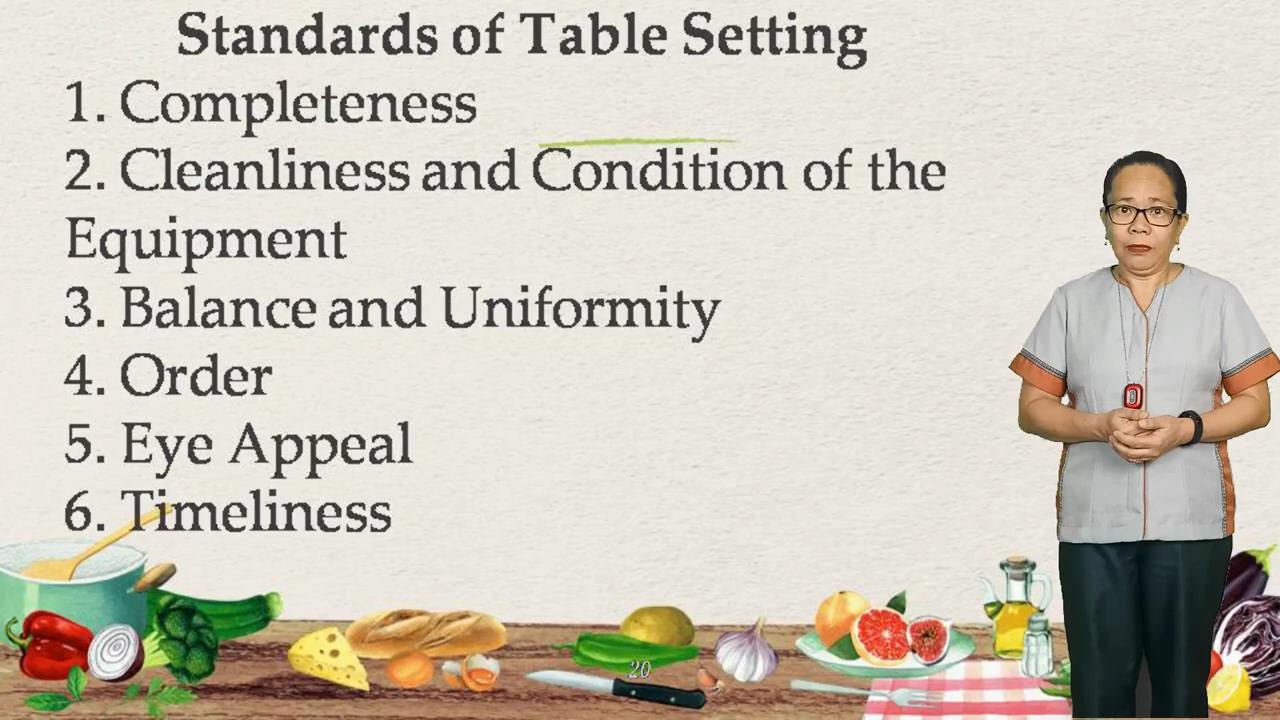 Standards of Table Setting
1. Completeness
2. Cleanliness and Condition of the
Equipment
3. Balance and Uniformity
4. Order
5. Eye Appeal
6. Timeliness
20